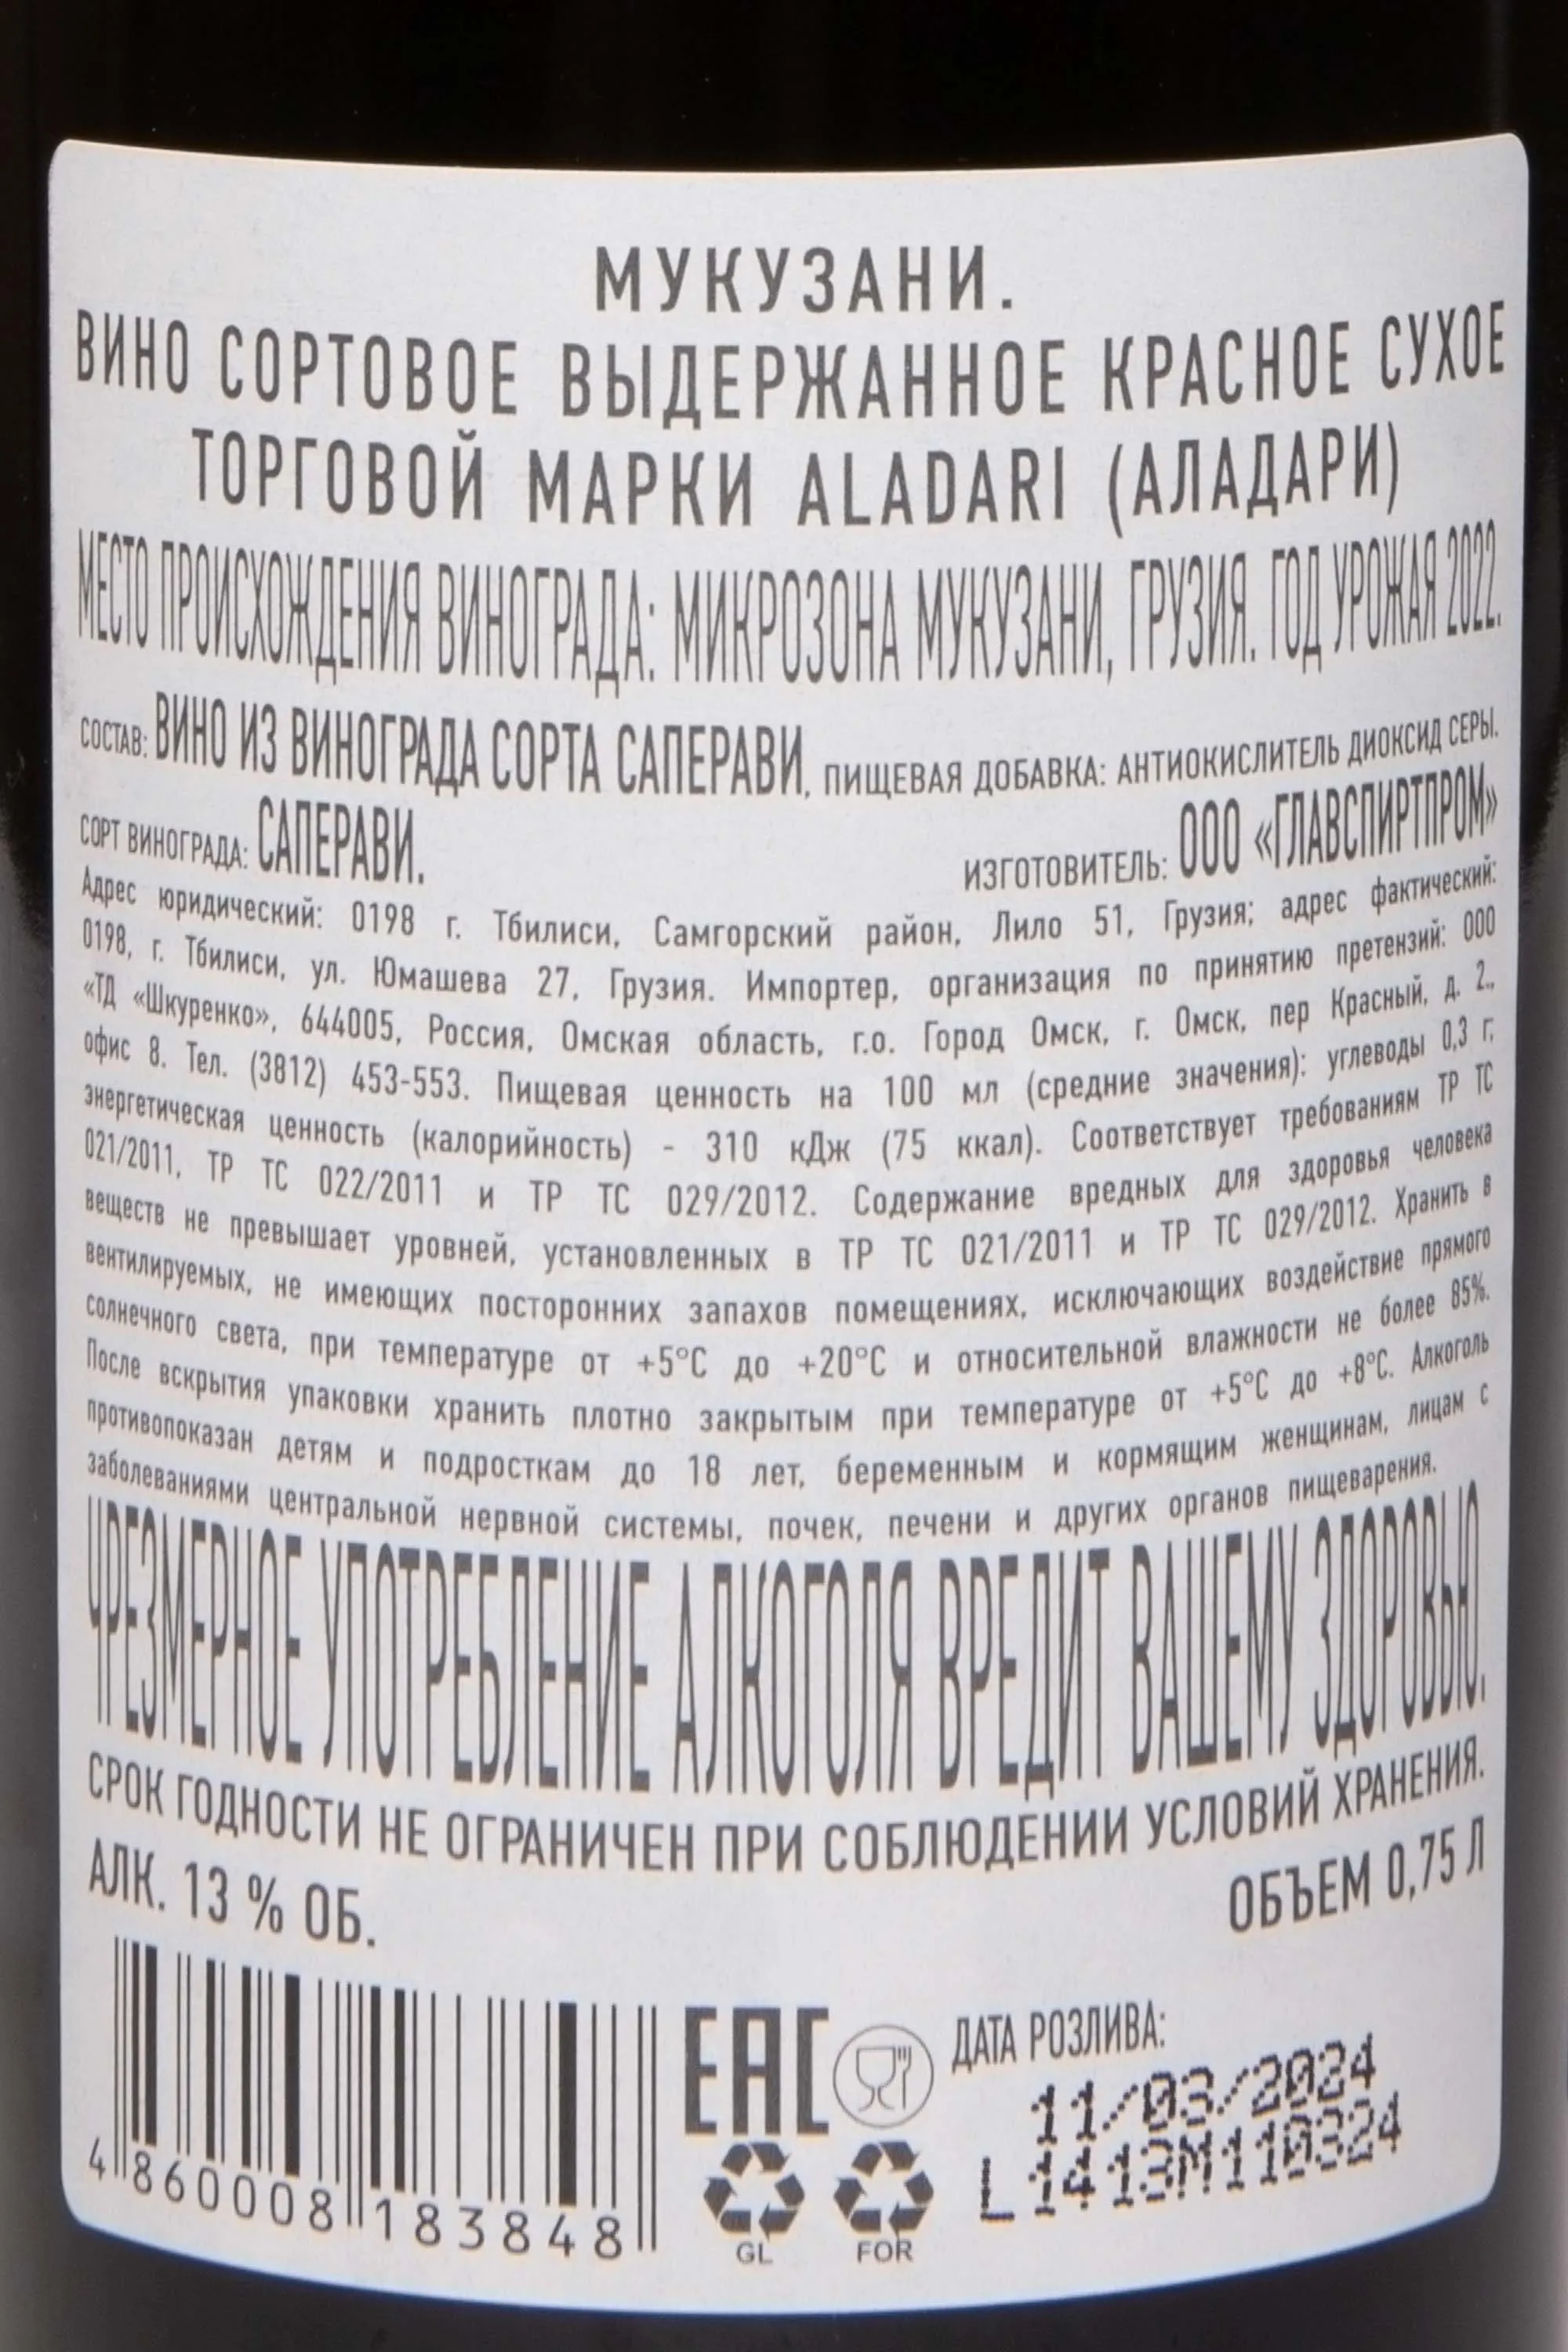 МУКУЗАНИ.
ВИНО СОРТОВОЕ ВЫДЕРЖАННОЕ КРАСНОЕ СУХОЕ
ТОРГОВОЙ МАРКИ ALADARI (АЛАДАРИ)
МЕСТО ПРОИСХОЖДЕНИЯ ВИНОГРАДА: МИКРОЗОНА МУКУЗАНИ, ГРУЗИЯ. ГОД УРОЖАЯ 2022.
СОСТАВ: ВИНО ИЗ ВИНОГРАДА СОРТА САПЕРАВИ, ПИЩЕВАЯ ДОБАВКА: АНТИОКИСЛИТЕЛЬ ДИОКСИД СЕРЫ.
СОРТ ВИНОГРАДА: САПЕРАВИ. ИЗГОТОВИТЕЛЬ: ООО «ГЛАВСПИРТПРОМ»
Адрес юридический: 0198 г. Тбилиси, Самгорский район, Лило 51, Грузия; адрес фактический:
0198, г. Тбилиси, ул. Юмашева 27, Грузия. Импортер, организация по принятию претензий: ООО
«ТД «Шкуренко», 644005, Россия, Омская область, г.о. Город Омск, г. Омск, пер Красный, д. 2.,
офис 8. Тел. (3812) 453-553. Пищевая ценность на 100 мл (средние значения): углеводы 0,3 г;
энергетическая ценность (калорийность) - 310 кДж (75 ккал). Соответствует требованиям ТР ТС
021/2011, ТР ТС 022/2011 и ТР ТС 029/2012. Содержание вредных для здоровья человека
веществ не превышает уровней, установленных в ТР ТС 021/2011 и ТР ТС 029/2012. Хранить в
вентилируемых, не имеющих посторонних запахов помещениях, исключающих воздействие прямого
солнечного света, при температуре от +5°С до +20°С и относительной влажности не более 85%.
После вскрытия упаковки хранить плотно закрытым при температуре от +5°С до +8°С. Алкоголь
противопоказан детям и подросткам до 18 лет, беременным и кормящим женщинам, лицам с
заболеваниями центральной нервной системы, почек, печени и других органов пищеварения.
ЧРЕЗМЕРНОЕ УПОТРЕБЛЕНИЕ АЛКОГОЛЯ ВРЕДИТ ВАШЕМУ ЗДОРОВЬЮ.
СРОК ГОДНОСТИ НЕ ОГРАНИЧЕН ПРИ СОБЛЮДЕНИИ УСЛОВИЙ ХРАНЕНИЯ.
АЛК. 13 % ОБ. ОБЪЕМ 0,75 Л
EAC
ДАТА РОЗЛИВА:
11/03/2024
L1413M110324
4 860008 183848
GL FOR